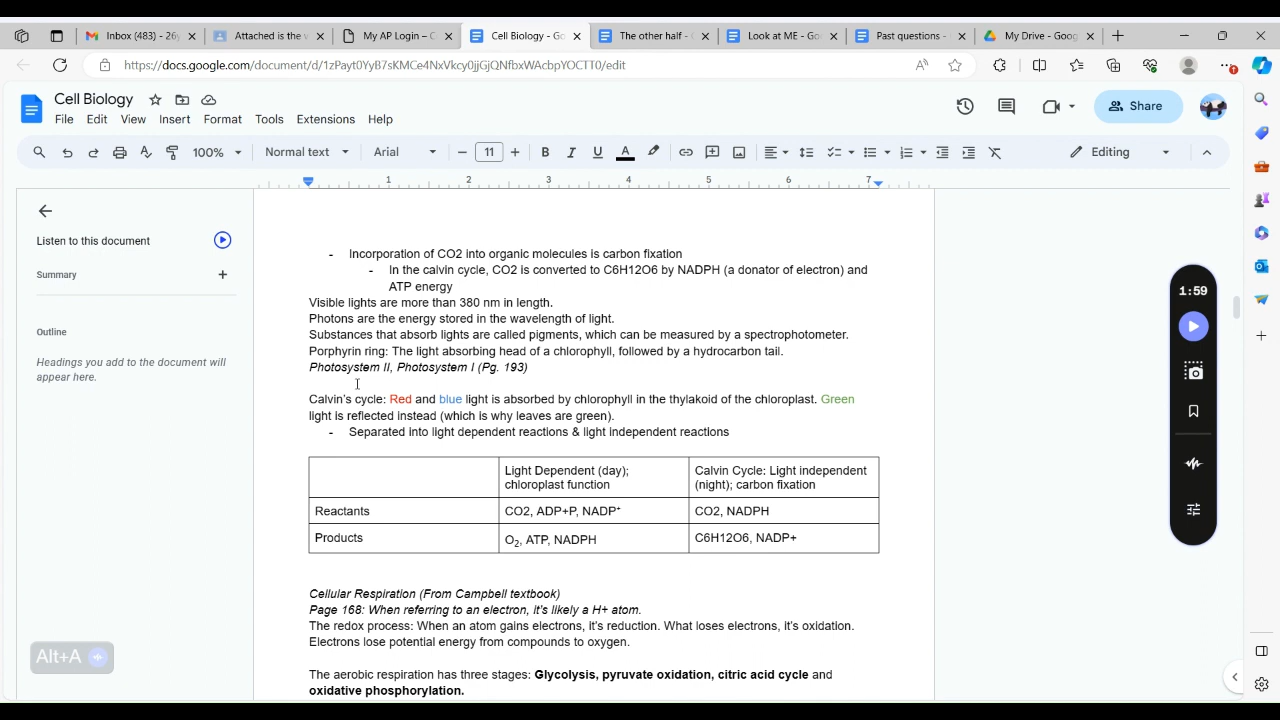 Inbox (483) - 26y
Attached is the v
My AP Login – C
Cell Biology - Go
The other half - G
Look at ME - Go
Past questions -
My Drive - Goog
https://docs.google.com/document/d/1zPayt0YyB7sKMCe4NxVkcy0jjGjQNfbxWAcbpYOCTT0/edit
Cell Biology
Share
File Edit View Insert Format Tools Extensions Help
100% Normal text Arial 11 B I U A Editing
1 2 3 4 5 6 7
Listen to this document
Summary
Outline
Headings you add to the document will
appear here.
- Incorporation of CO2 into organic molecules is carbon fixation
- In the calvin cycle, CO2 is converted to C6H12O6 by NADPH (a donator of electron) and
ATP energy
Visible lights are more than 380 nm in length.
Photons are the energy stored in the wavelength of light.
Substances that absorb lights are called pigments, which can be measured by a spectrophotometer.
Porphyrin ring: The light absorbing head of a chlorophyll, followed by a hydrocarbon tail.
Photosystem II, Photosystem I (Pg. 193)
Calvin's cycle: Red and blue light is absorbed by chlorophyll in the thylakoid of the chloroplast. Green
light is reflected instead (which is why leaves are green).
- Separated into light dependent reactions & light independent reactions
Light Dependent (day);
chloroplast function
Calvin Cycle: Light independent
(night); carbon fixation
Reactants
CO2, ADP+P, NADP⁺
CO2, NADPH
Products
O₂, ATP, NADPH
C6H12O6, NADP+
Cellular Respiration (From Campbell textbook)
Page 168: When referring to an electron, it's likely a H+ atom.
The redox process: When an atom gains electrons, it's reduction. What loses electrons, it's oxidation.
Electrons lose potential energy from compounds to oxygen.
The aerobic respiration has three stages: Glycolysis, pyruvate oxidation, citric acid cycle and
oxidative phosphorylation.
1:59
Alt+A